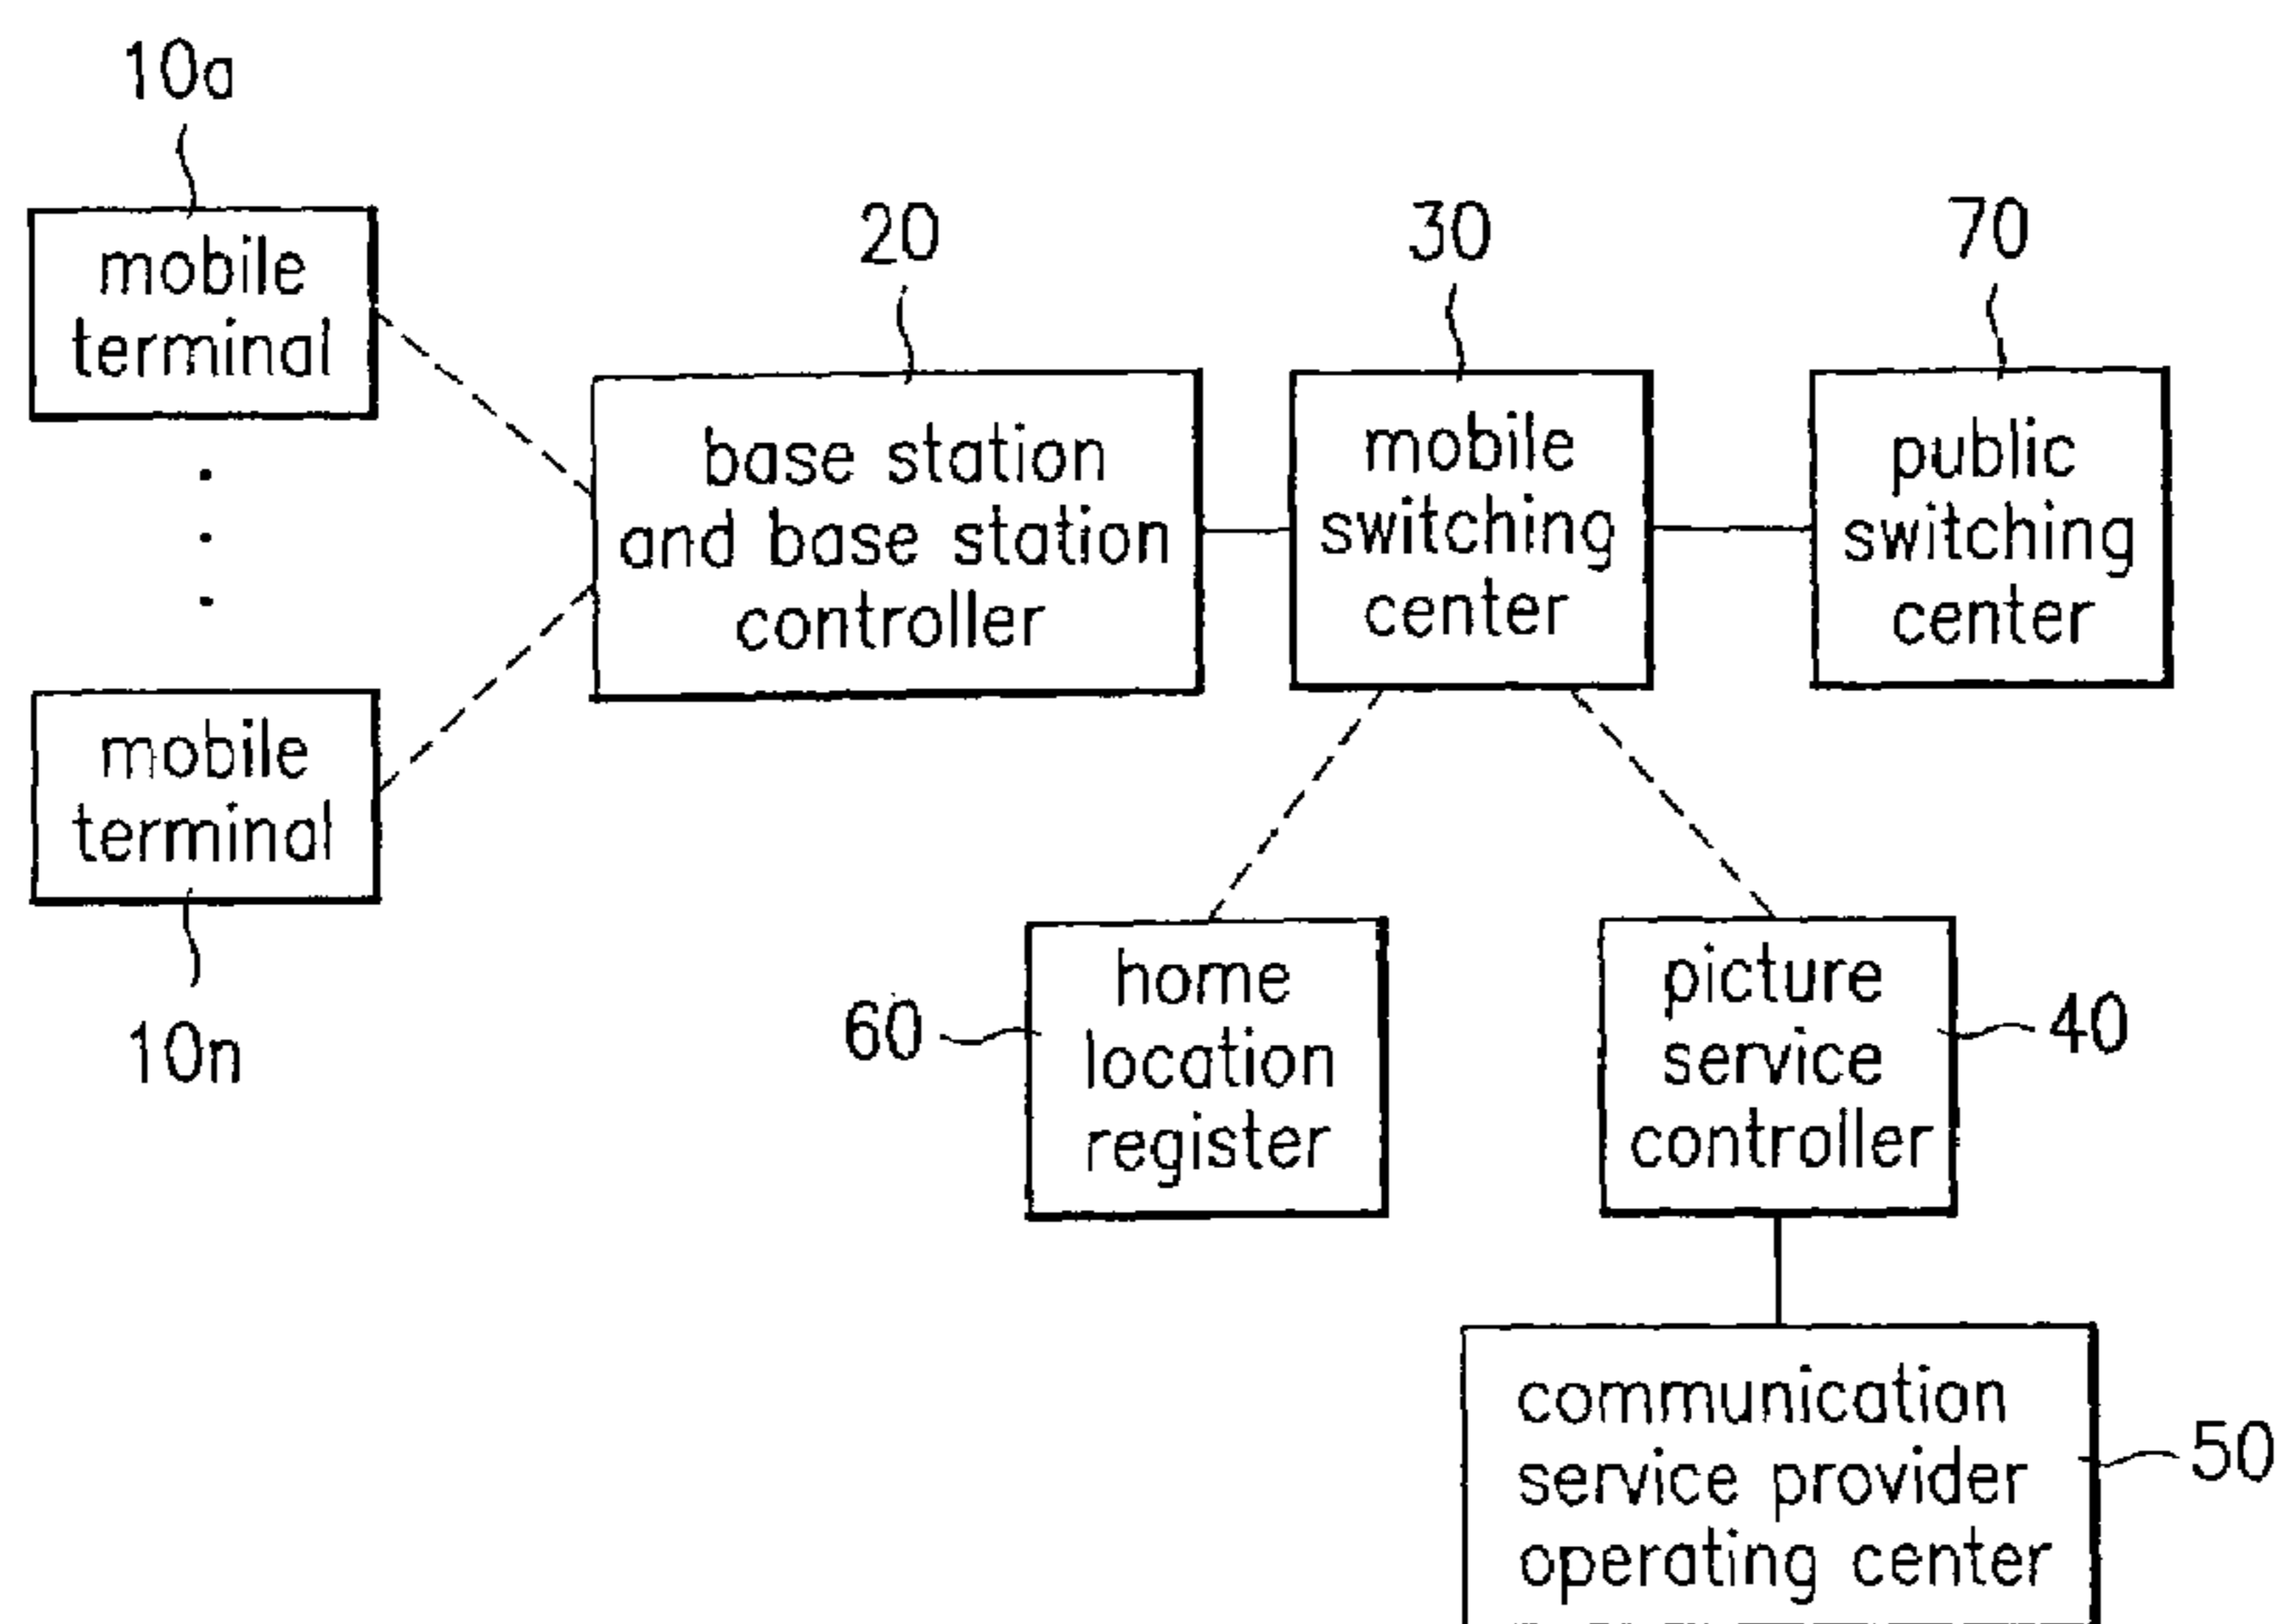 10a
mobile
terminal
20
base station
and base station
controller
30
mobile
switching
center
70
public
switching
center
mobile
terminal
10n
60
home
location
register
picture
service
controller
40
communication
service provider
operating center
50